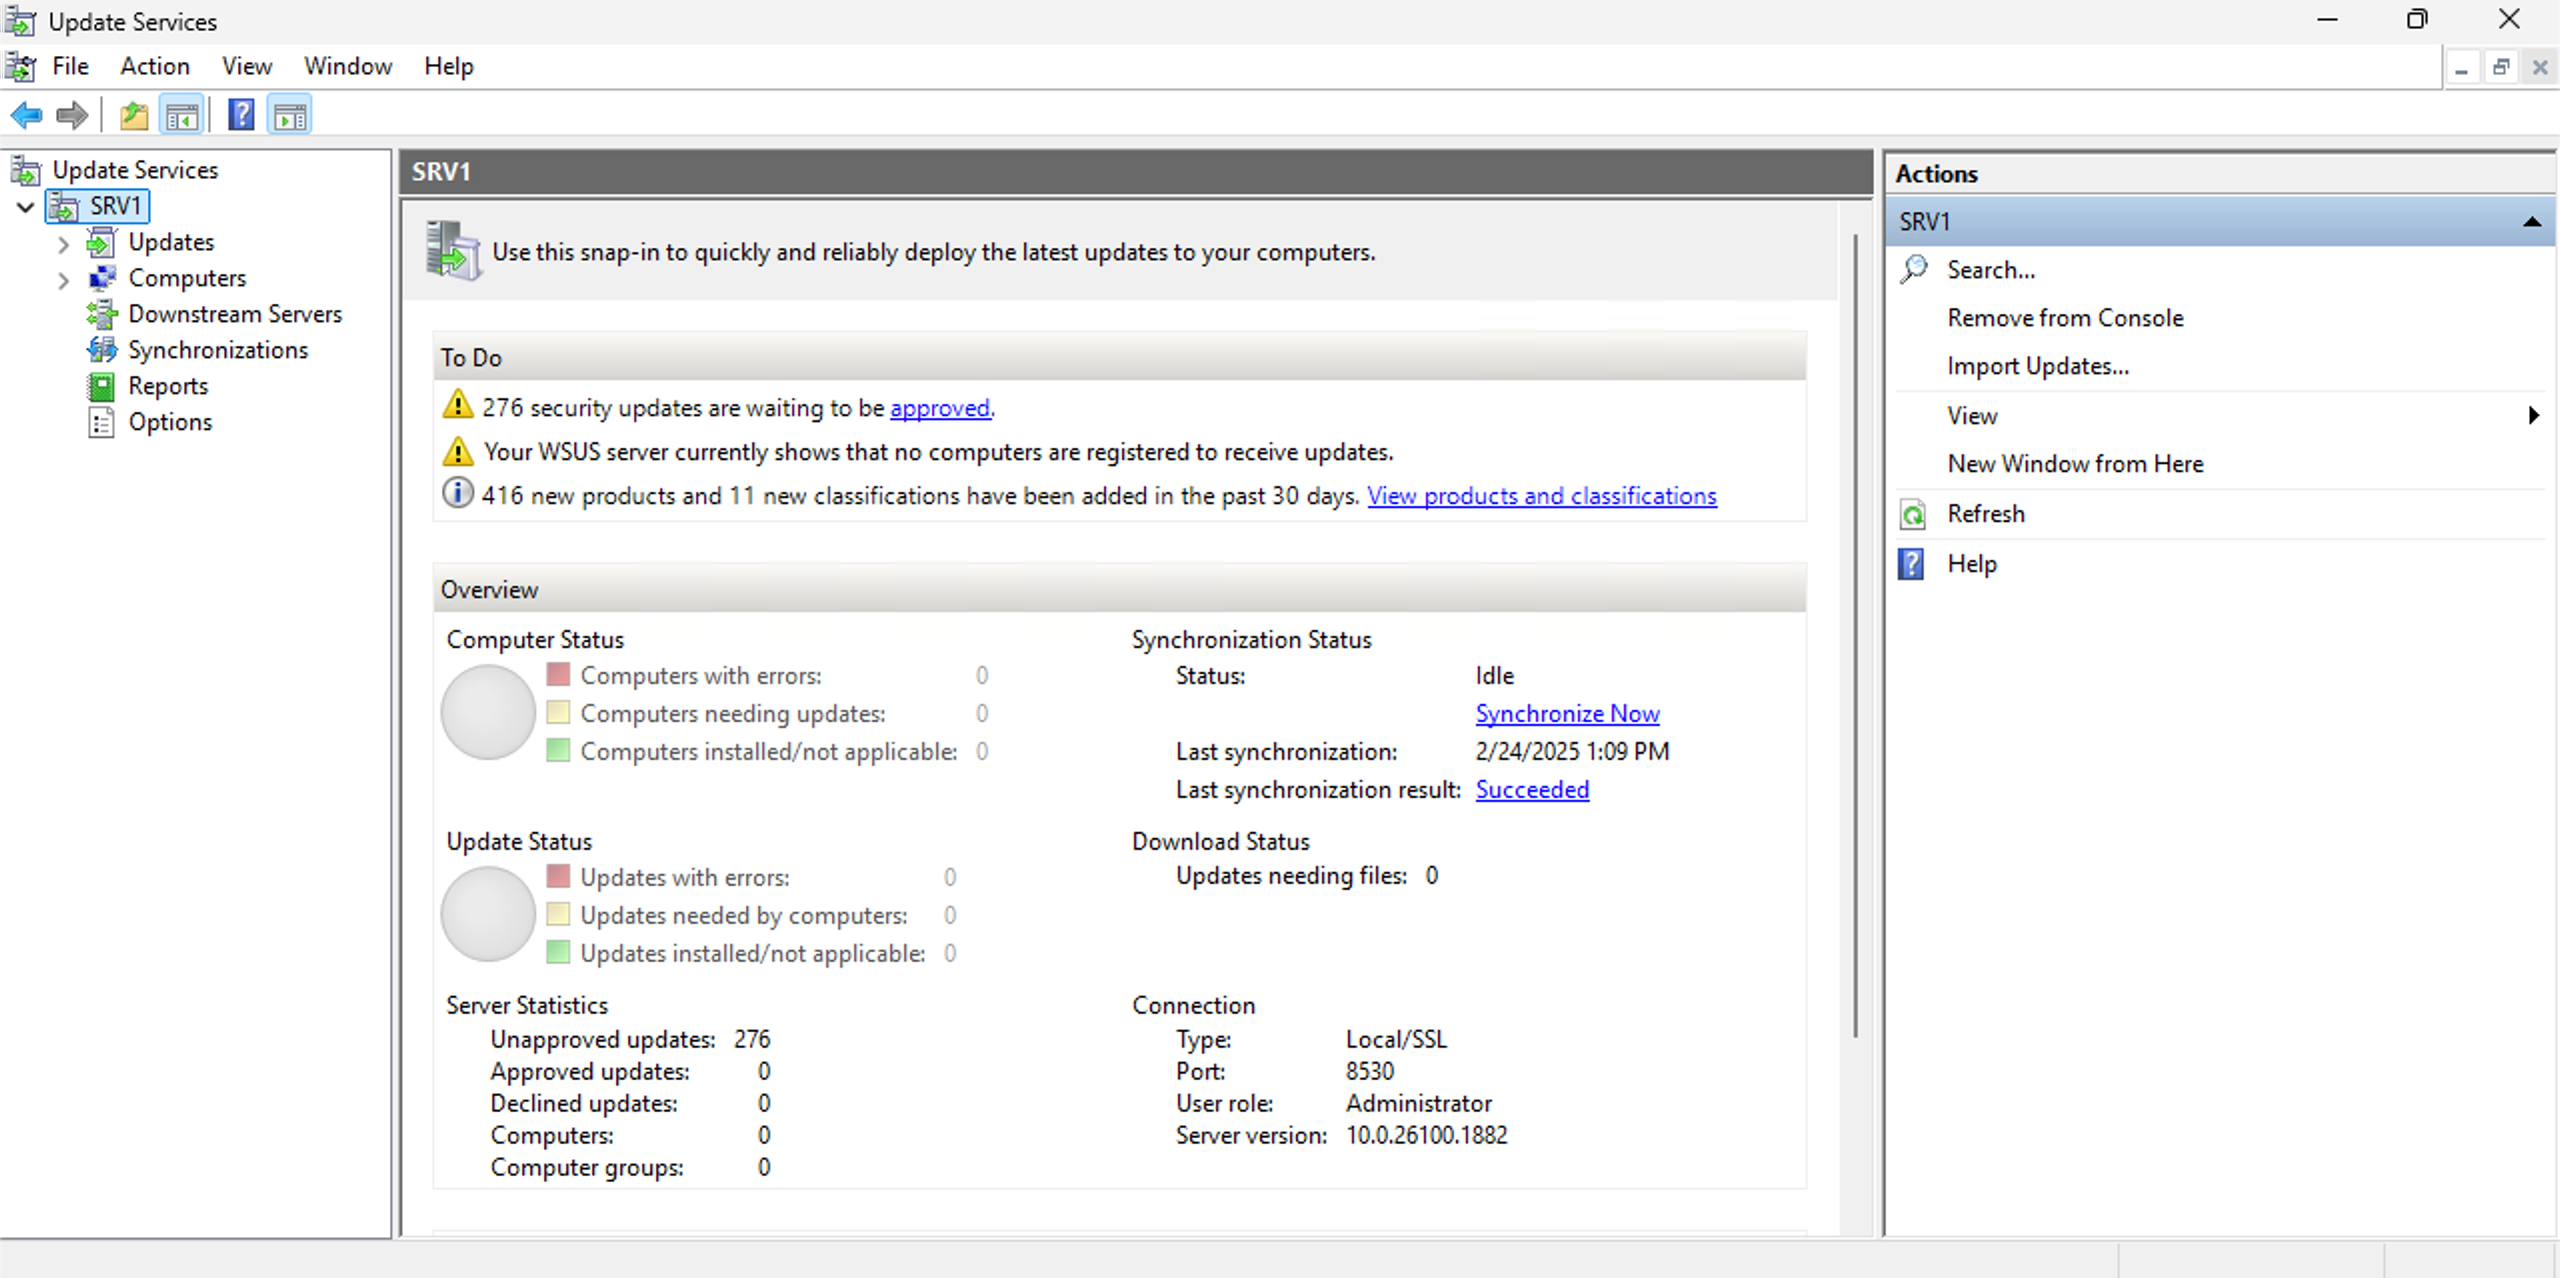 Update Services
File Action View Window Help
Update Services
SRV1
Updates
Computers
Downstream Servers
Synchronizations
Reports
Options
SRV1
Use this snap-in to quickly and reliably deploy the latest updates to your computers.
To Do
276 security updates are waiting to be approved.
Your WSUS server currently shows that no computers are registered to receive updates.
416 new products and 11 new classifications have been added in the past 30 days. View products and classifications
Overview
Computer Status
Computers with errors: 0
Computers needing updates: 0
Computers installed/not applicable: 0
Synchronization Status
Status: Idle
Synchronize Now
Last synchronization: 2/24/2025 1:09 PM
Last synchronization result: Succeeded
Update Status
Updates with errors: 0
Updates needed by computers: 0
Updates installed/not applicable: 0
Download Status
Updates needing files: 0
Server Statistics
Unapproved updates: 276
Approved updates: 0
Declined updates: 0
Computers: 0
Computer groups: 0
Connection
Type: Local/SSL
Port: 8530
User role: Administrator
Server version: 10.0.26100.1882
Actions
SRV1
Search...
Remove from Console
Import Updates...
View
New Window from Here
Refresh
Help